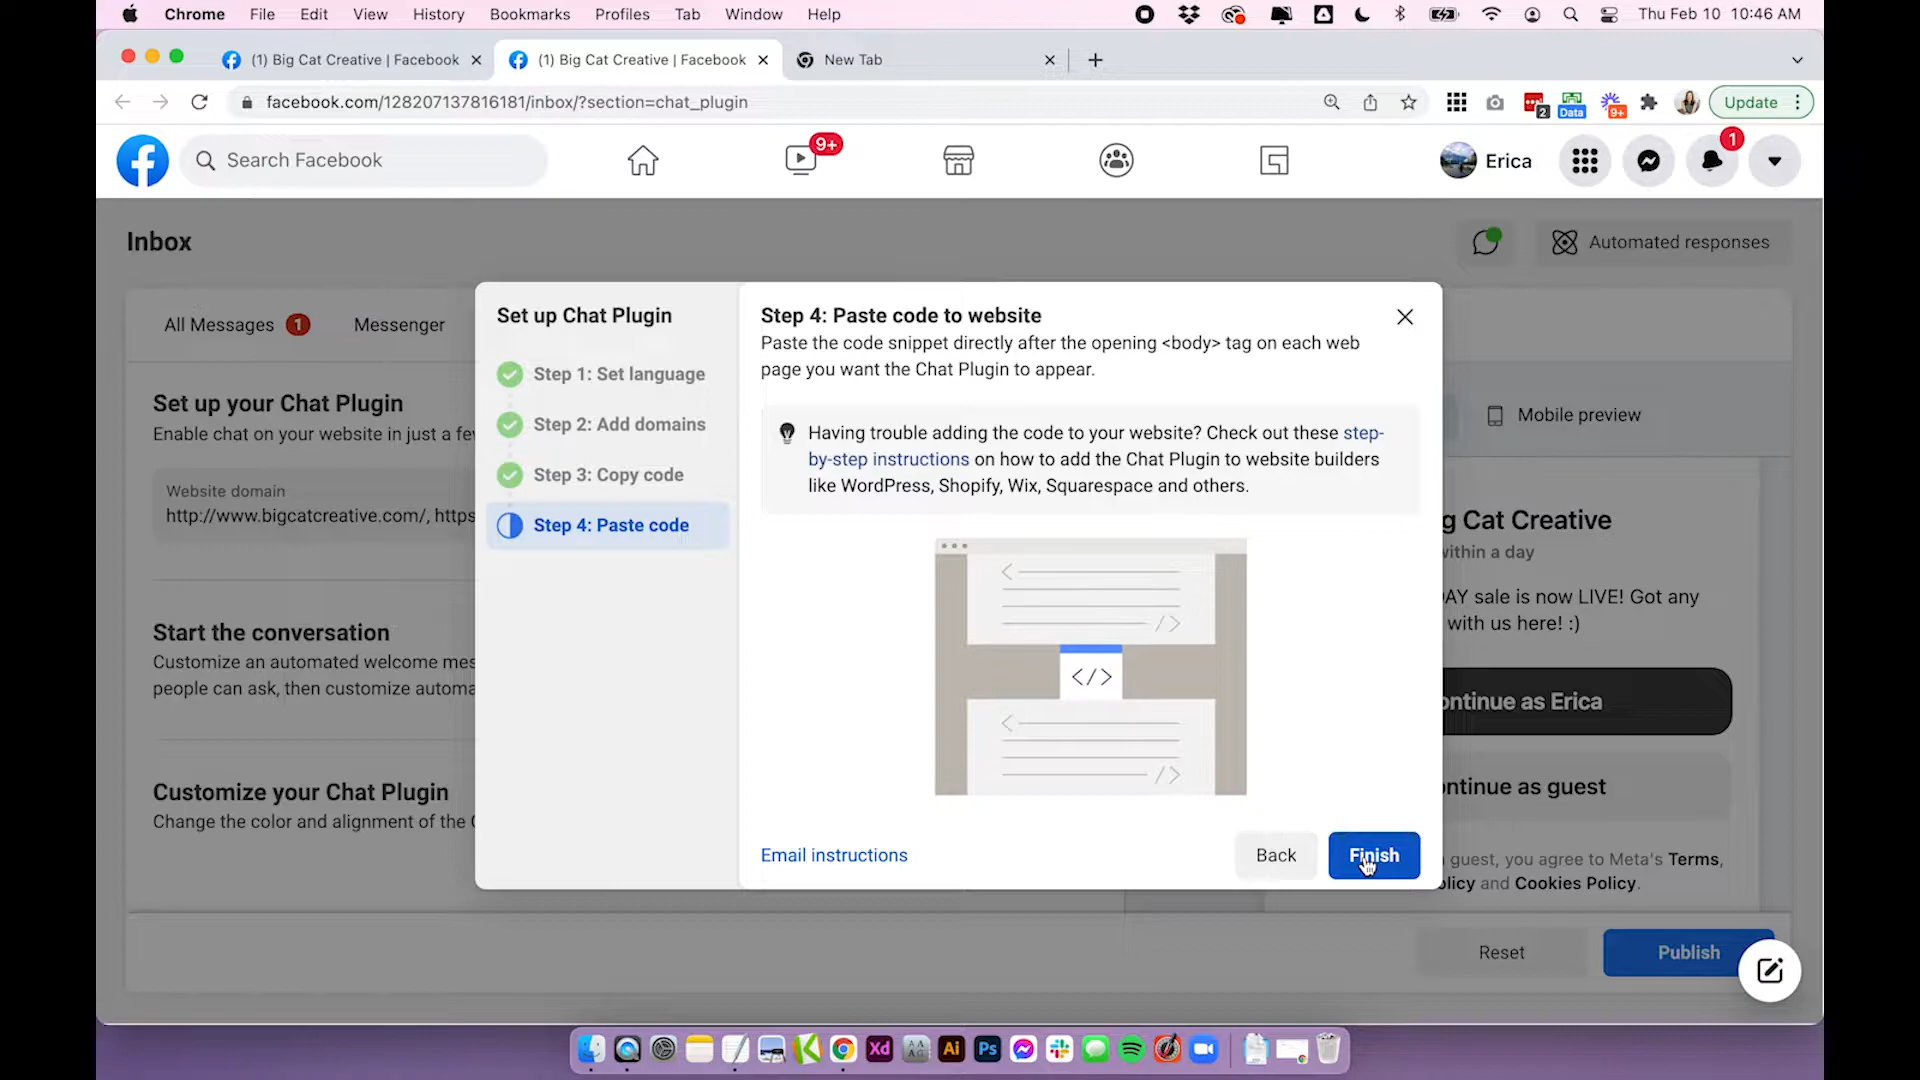 Chrome File Edit View History Bookmarks Profiles Tab Window Help
Thu Feb 10 10:46 AM
(1) Big Cat Creative | Facebook
(1) Big Cat Creative | Facebook
New Tab
facebook.com/128207137816181/inbox/?section=chat_plugin
2
Data
9+
Update
Search Facebook
9+
Erica
1
Inbox
Automated responses
All Messages 1
Messenger
Set up your Chat Plugin
Enable chat on your website in just a fe
Website domain
http://www.bigcatcreative.com/, https
Start the conversation
Customize an automated welcome mes
people can ask, then customize automa
Customize your Chat Plugin
Change the color and alignment of the
Set up Chat Plugin
Step 1: Set language
Step 2: Add domains
Step 3: Copy code
Step 4: Paste code
Step 4: Paste code to website
Paste the code snippet directly after the opening <body> tag on each web
page you want the Chat Plugin to appear.
Having trouble adding the code to your website? Check out these step-
by-step instructions on how to add the Chat Plugin to website builders
like WordPress, Shopify, Wix, Squarespace and others.
</>
Email instructions
Back
Finish
Mobile preview
g Cat Creative
within a day
AY sale is now LIVE! Got any
with us here! :)
ontinue as Erica
ontinue as guest
guest, you agree to Meta's Terms,
olicy and Cookies Policy.
Reset
Publish
Xd
Ai
Ps